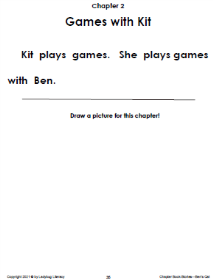 Chapter 2
Games with Kit
Kit plays games. She plays games
with Ben.
Draw a picture for this chapter!